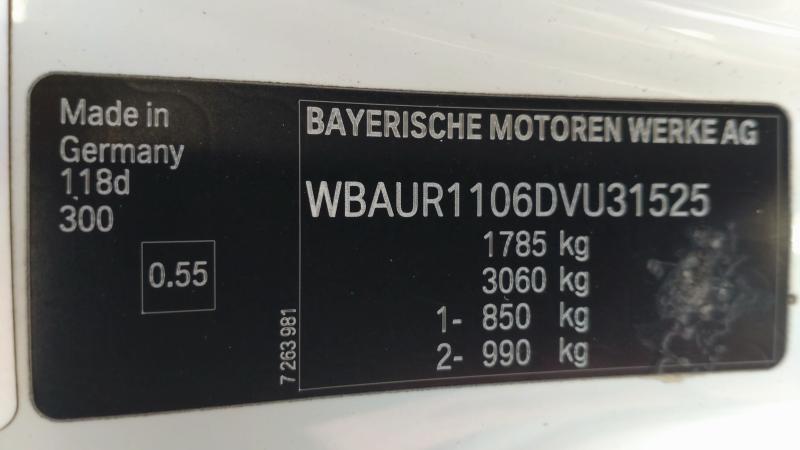 Made in
Germany
118d
300
0.55
7 263 981
BAYERISCHE MOTOREN WERKE AG
WBAUR1106DVU31525
1785 kg
3060 kg
1- 850 kg
2- 990 kg